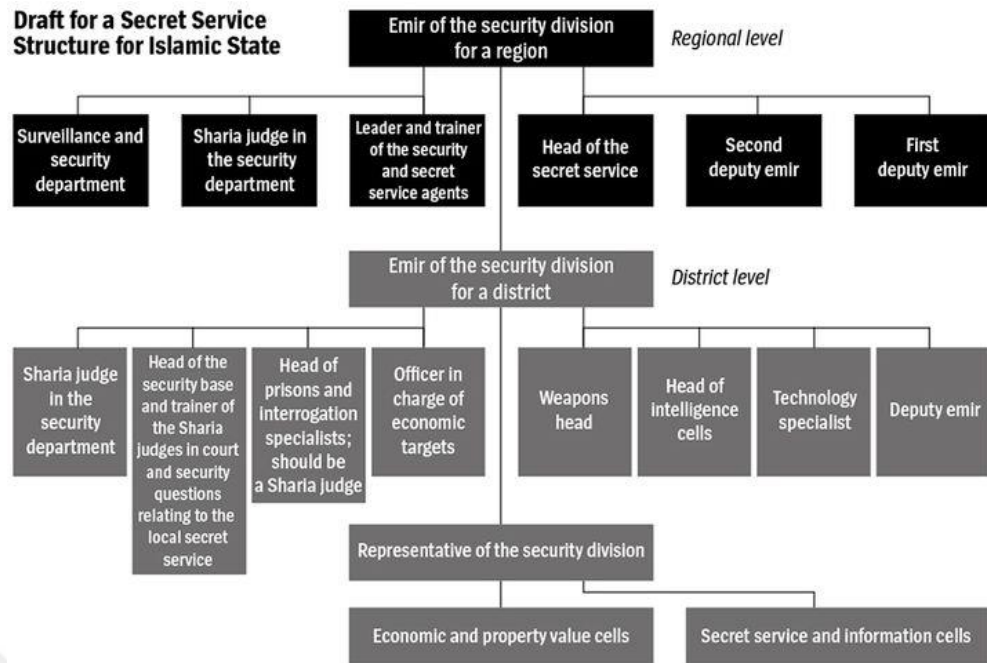 Draft for a Secret Service
Structure for Islamic State
Emir of the security division
for a region
Regional level
Surveillance and
security
department
Sharia judge in
the security
department
Leader and trainer
of the security
and secret
service agents
Head of the
secret service
Second
deputy emir
First
deputy emir
Emir of the security division
for a district
District level
Sharia judge
in the
security
department
Head of the
security base
and trainer of
the Sharia
judges in court
and security
questions
relating to the
local secret
service
Head of
prisons and
interrogation
specialists;
should be
a Sharia judge
Officer in
charge of
economic
targets
Weapons
head
Head of
intelligence
cells
Technology
specialist
Deputy emir
Representative of the security division
Economic and property value cells
Secret service and information cells